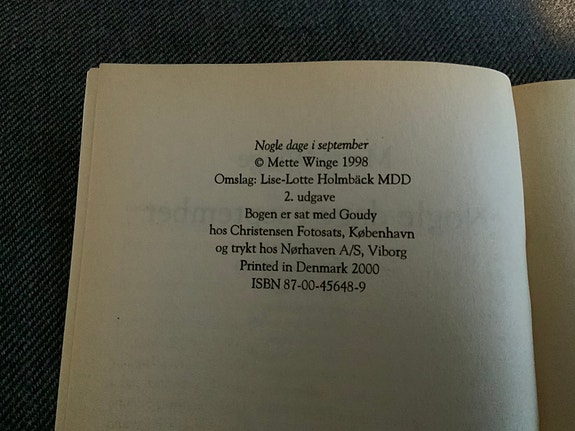 Nogle dage i september
© Mette Winge 1998
Omslag: Lise-Lotte Holmbäck MDD
2. udgave
Bogen er sat med Goudy
hos Christensen Fotosats, København
og trykt hos Nørhaven A/S, Viborg
Printed in Denmark 2000
ISBN 87-00-45648-9